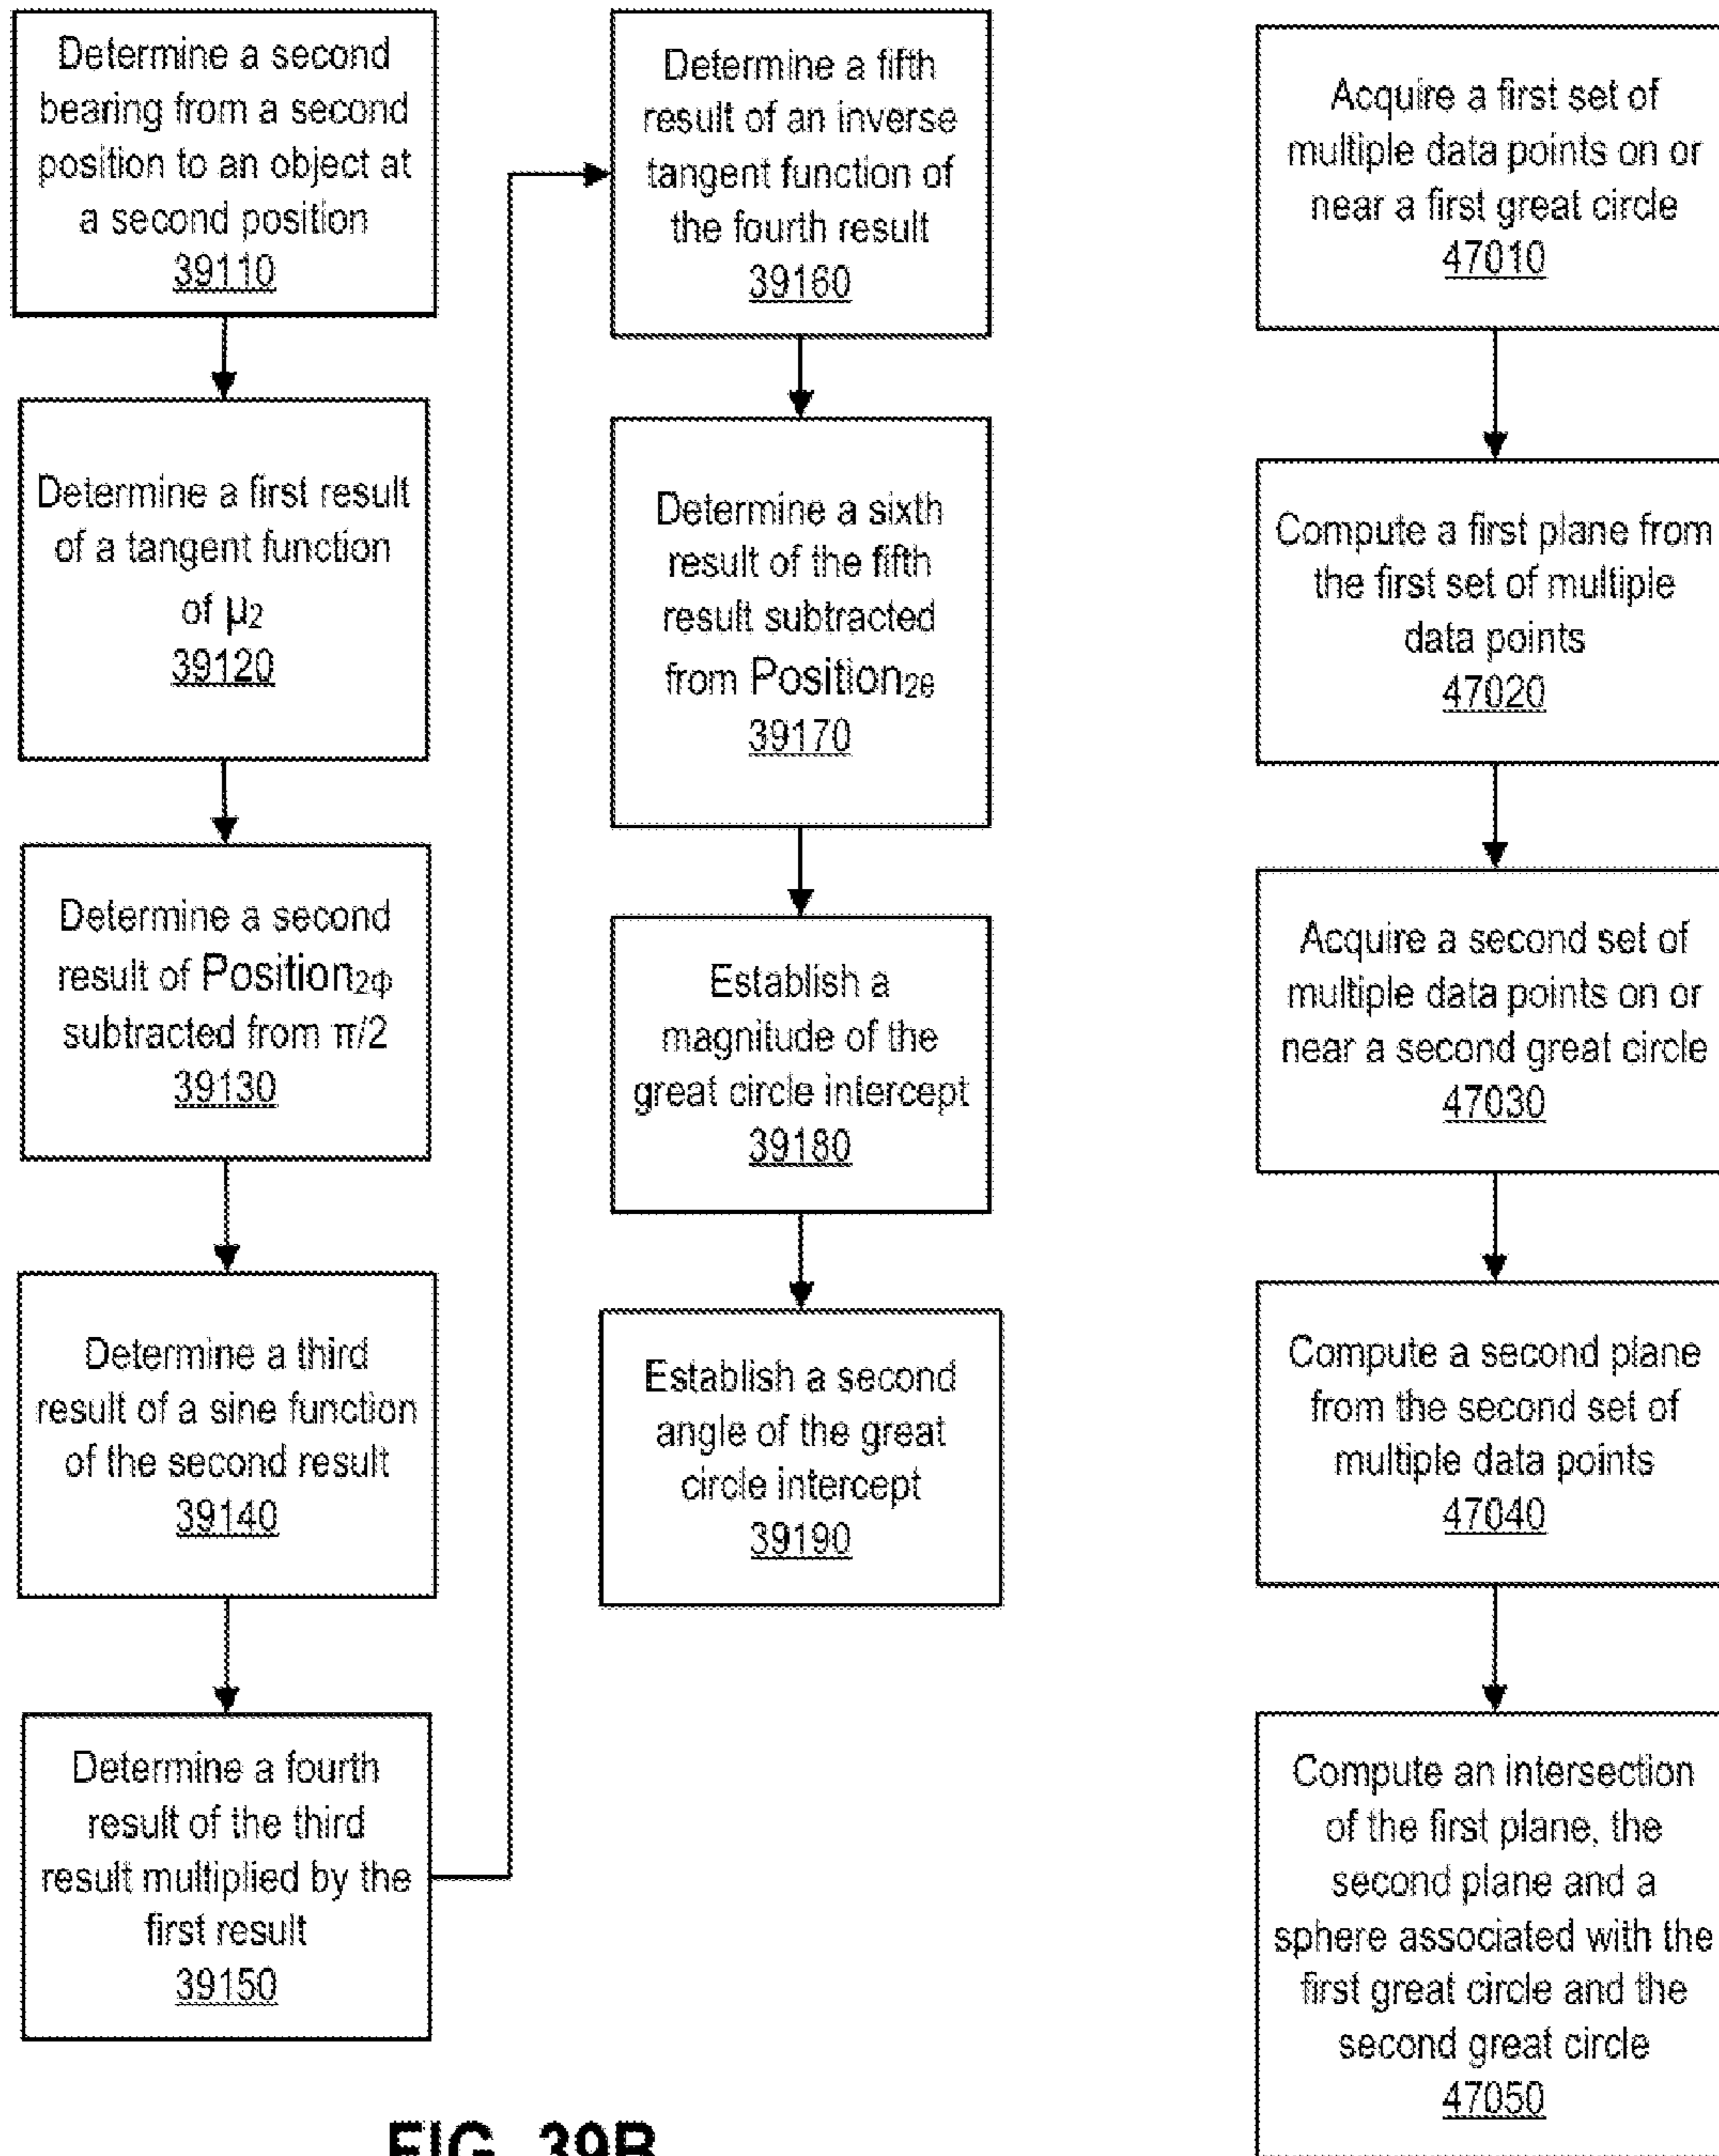 Determine a second
bearing from a second
position to an object at
a second position
39110
Determine a first result
of a tangent function
of μ₂
39120
Determine a second
result of Position₂ᵩ
subtracted from π/2
39130
Determine a third
result of a sine function
of the second result
39140
Determine a fourth
result of the third
result multiplied by the
first result
39150
Determine a fifth
result of an inverse
tangent function of
the fourth result
39160
Determine a sixth
result of the fifth
result subtracted
from Position₂θ
39170
Establish a
magnitude of the
great circle intercept
39180
Establish a second
angle of the great
circle intercept
39190
FIG. 39B
Acquire a first set of
multiple data points on or
near a first great circle
47010
Compute a first plane from
the first set of multiple
data points
47020
Acquire a second set of
multiple data points on or
near a second great circle
47030
Compute a second plane
from the second set of
multiple data points
47040
Compute an intersection
of the first plane, the
second plane and a
sphere associated with the
first great circle and the
second great circle
47050